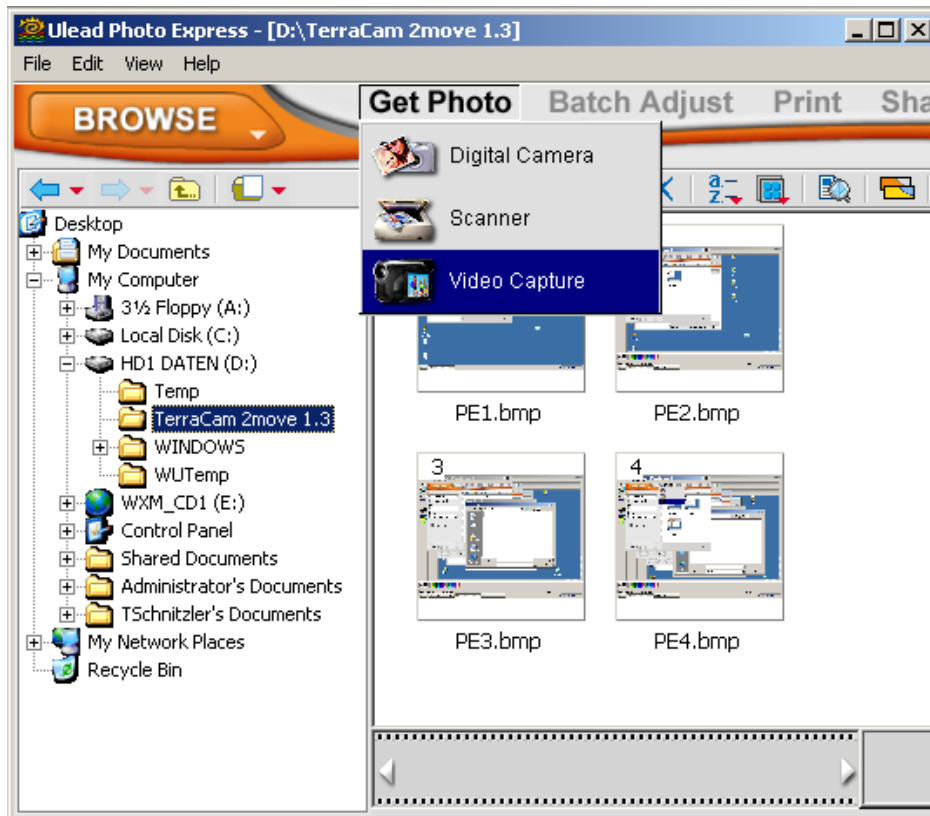 Ulead Photo Express - [D:\TerraCam 2move 1.3]
File Edit View Help
BROWSE
Get Photo Batch Adjust Print Sha
Digital Camera
Scanner
Video Capture
Desktop
My Documents
My Computer
3½ Floppy (A:)
Local Disk (C:)
HD1 DATEN (D:)
Temp
TerraCam 2move 1.3
WINDOWS
WUTemp
WXM_CD1 (E:)
Control Panel
Shared Documents
Administrator's Documents
TSchnitzler's Documents
My Network Places
Recycle Bin
PE1.bmp PE2.bmp
3 4
PE3.bmp PE4.bmp